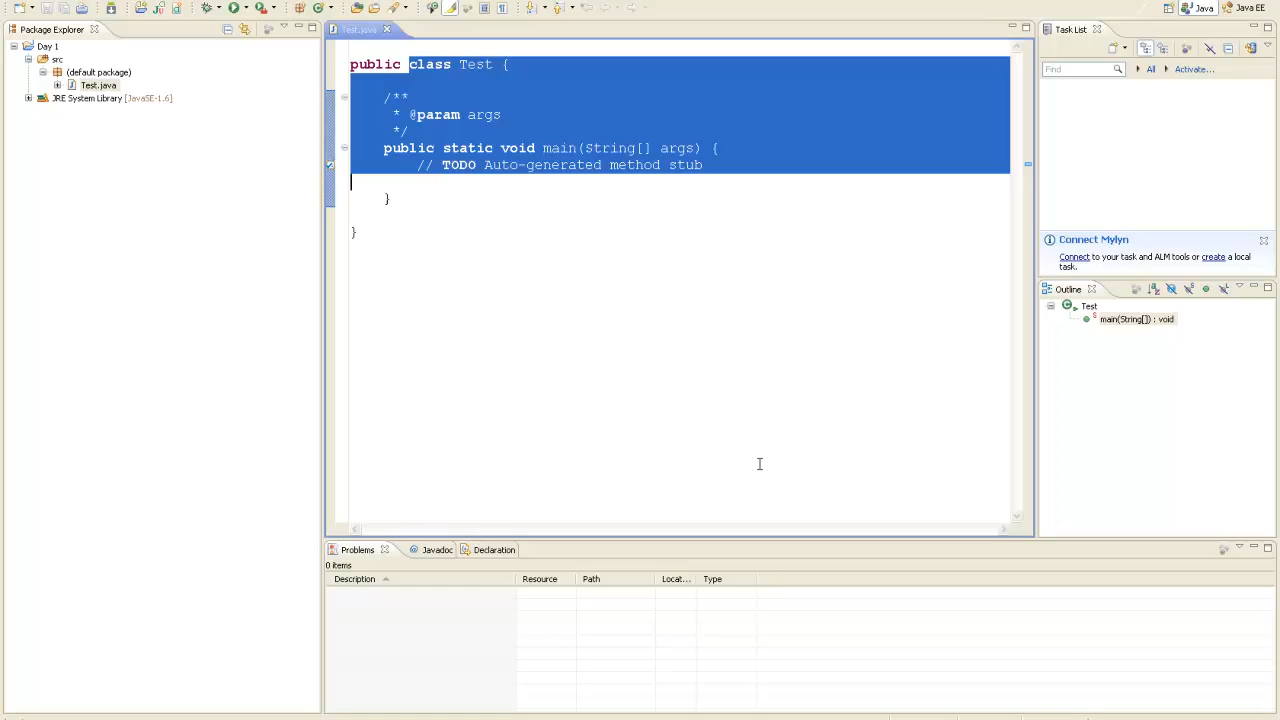 Java
Java EE
Package Explorer
Day 1
src
(default package)
Test.java
JRE System Library [JavaSE-1.6]
Test.java
public class Test {
/**
* @param args
*/
public static void main(String[] args) {
// TODO Auto-generated method stub
}
}
Task List
Find
All
Activate...
Connect Mylyn
Connect to your task and ALM tools or create a local
task.
Outline
Test
main(String[]) : void
Problems
@ Javadoc
Declaration
0 items
Description
Resource
Path
Locat...
Type